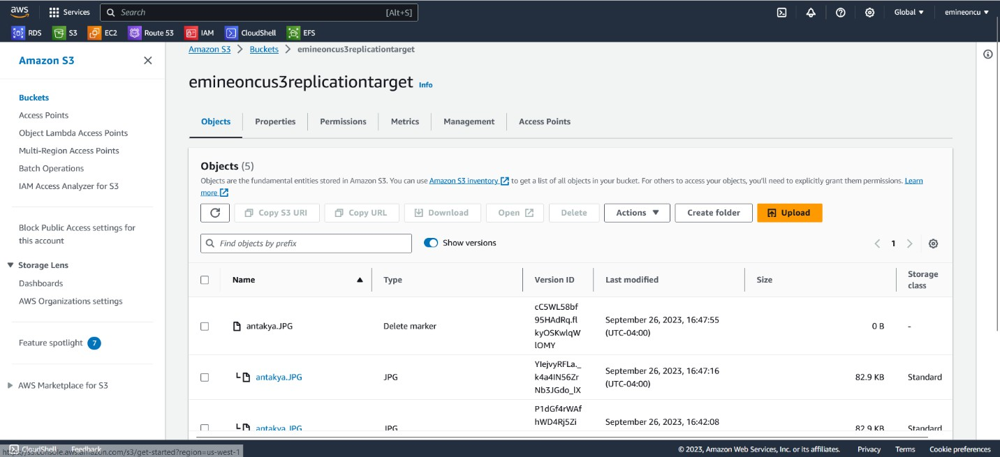 aws
Services
Search
[Alt+S]
Global
emineoncu
RDS
S3
EC2
Route 53
IAM
CloudShell
EFS
Amazon S3
Amazon S3
Buckets
emineoncus3replicationtarget
emineoncus3replicationtarget Info
Buckets
Access Points
Object Lambda Access Points
Multi-Region Access Points
Batch Operations
IAM Access Analyzer for S3
Block Public Access settings for
this account
Storage Lens
Dashboards
AWS Organizations settings
Feature spotlight 7
AWS Marketplace for S3
Objects
Properties
Permissions
Metrics
Management
Access Points
Objects (5)
Objects are the fundamental entities stored in Amazon S3. You can use Amazon S3 inventory to get a list of all objects in your bucket. For others to access your objects, you'll need to explicitly grant them permissions. Learn
more
Copy S3 URI
Copy URL
Download
Open
Delete
Actions
Create folder
Upload
Find objects by prefix
Show versions
1
Name
Type
Version ID
Last modified
Size
Storage
class
antakya.JPG
Delete marker
cC5WL58bf
95HAdRq.fl
kyOSKwlqW
lOMY
September 26, 2023, 16:47:55
(UTC-04:00)
0 B
-
antakya.JPG
JPG
YIejvyRFLa._
k4a4IN56Zr
Nb3JGdo_lX
September 26, 2023, 16:47:16
(UTC-04:00)
82.9 KB
Standard
antakya.JPG
JPG
P1dGf4rWAf
hWD4Rj5Zi
September 26, 2023, 16:42:08
82.9 KB
Standard
CloudShell
Feedback
https://s3.console.aws.amazon.com/s3/get-started?region=us-west-1
© 2023, Amazon Web Services, Inc. or its affiliates.
Privacy
Terms
Cookie preferences